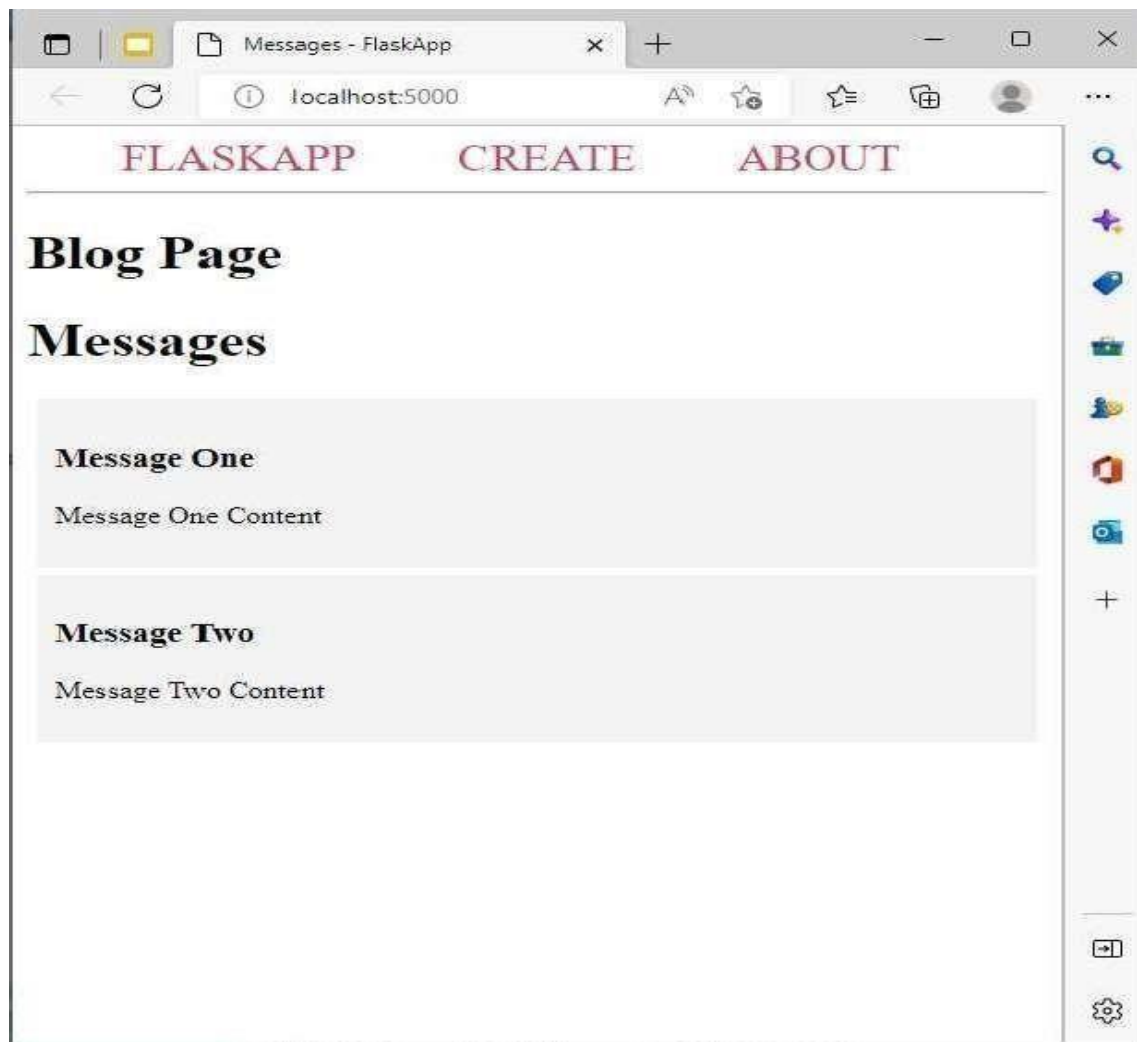 Messages - FlaskApp
localhost:5000
FLASKAPP CREATE ABOUT
Blog Page
Messages
Message One
Message One Content
Message Two
Message Two Content